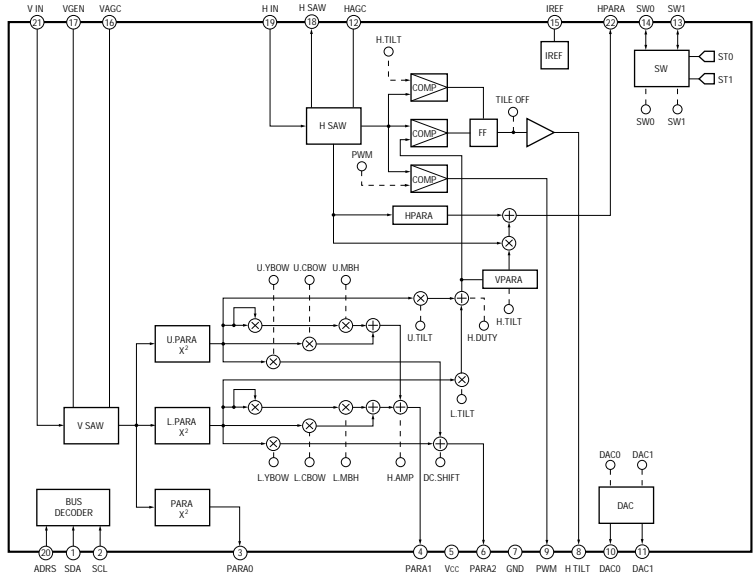 V IN VGEN VAGC H IN H SAW HAGC IREF HPARA SW0 SW1
21 17 16 19 18 12 15 22 14 13
H.TILT
IREF
SW
ST0
ST1
COMP
TILE OFF
SW0 SW1
H SAW
COMP
FF
PWM
COMP
HPARA
U.YBOW U.CBOW U.MBH
VPARA
H.TILT
U.TILT
H.DUTY
U.PARA
X²
L.TILT
V SAW
L.PARA
X²
L.YBOW L.CBOW L.MBH H.AMP DC.SHIFT
DAC0 DAC1
BUS
DECODER
PARA
X²
DAC
20 1 2 3 4 5 6 7 9 8 10 11
ADRS SDA SCL PARA0 PARA1 VCC PARA2 GND PWM H TILT DAC0 DAC1